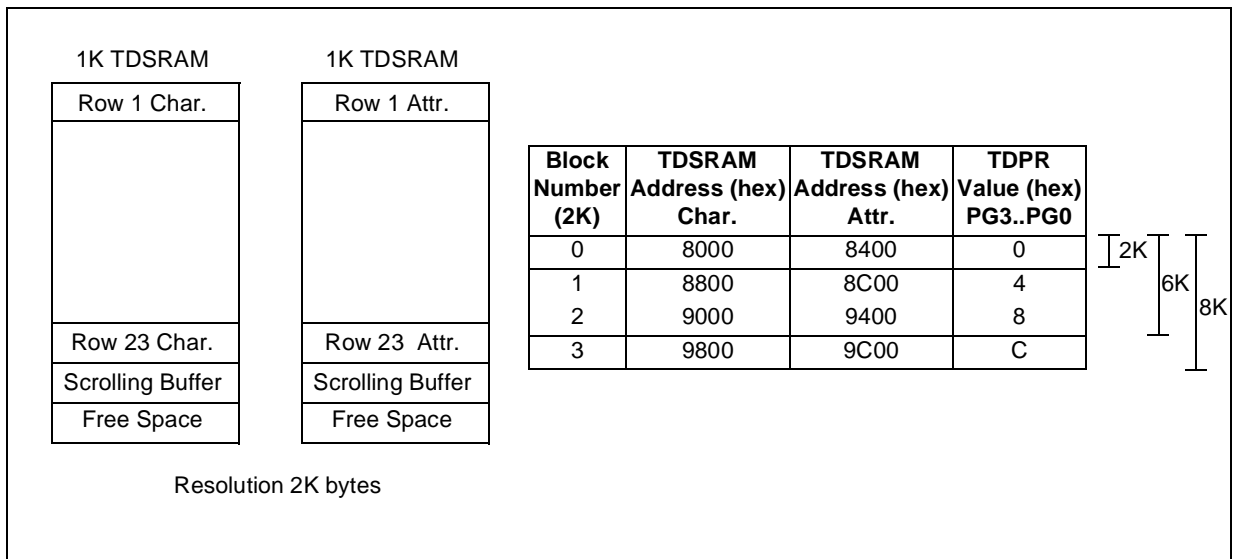 1K TDSRAM
Row 1 Char.
Row 23 Char.
Scrolling Buffer
Free Space
1K TDSRAM
Row 1 Attr.
Row 23 Attr.
Scrolling Buffer
Free Space
Resolution 2K bytes
Block Number (2K) TDSRAM Address (hex) Char. TDSRAM Address (hex) Attr. TDPR Value (hex) PG3..PG0
0 8000 8400 0
1 8800 8C00 4
2 9000 9400 8
3 9800 9C00 C
2K
6K
8K